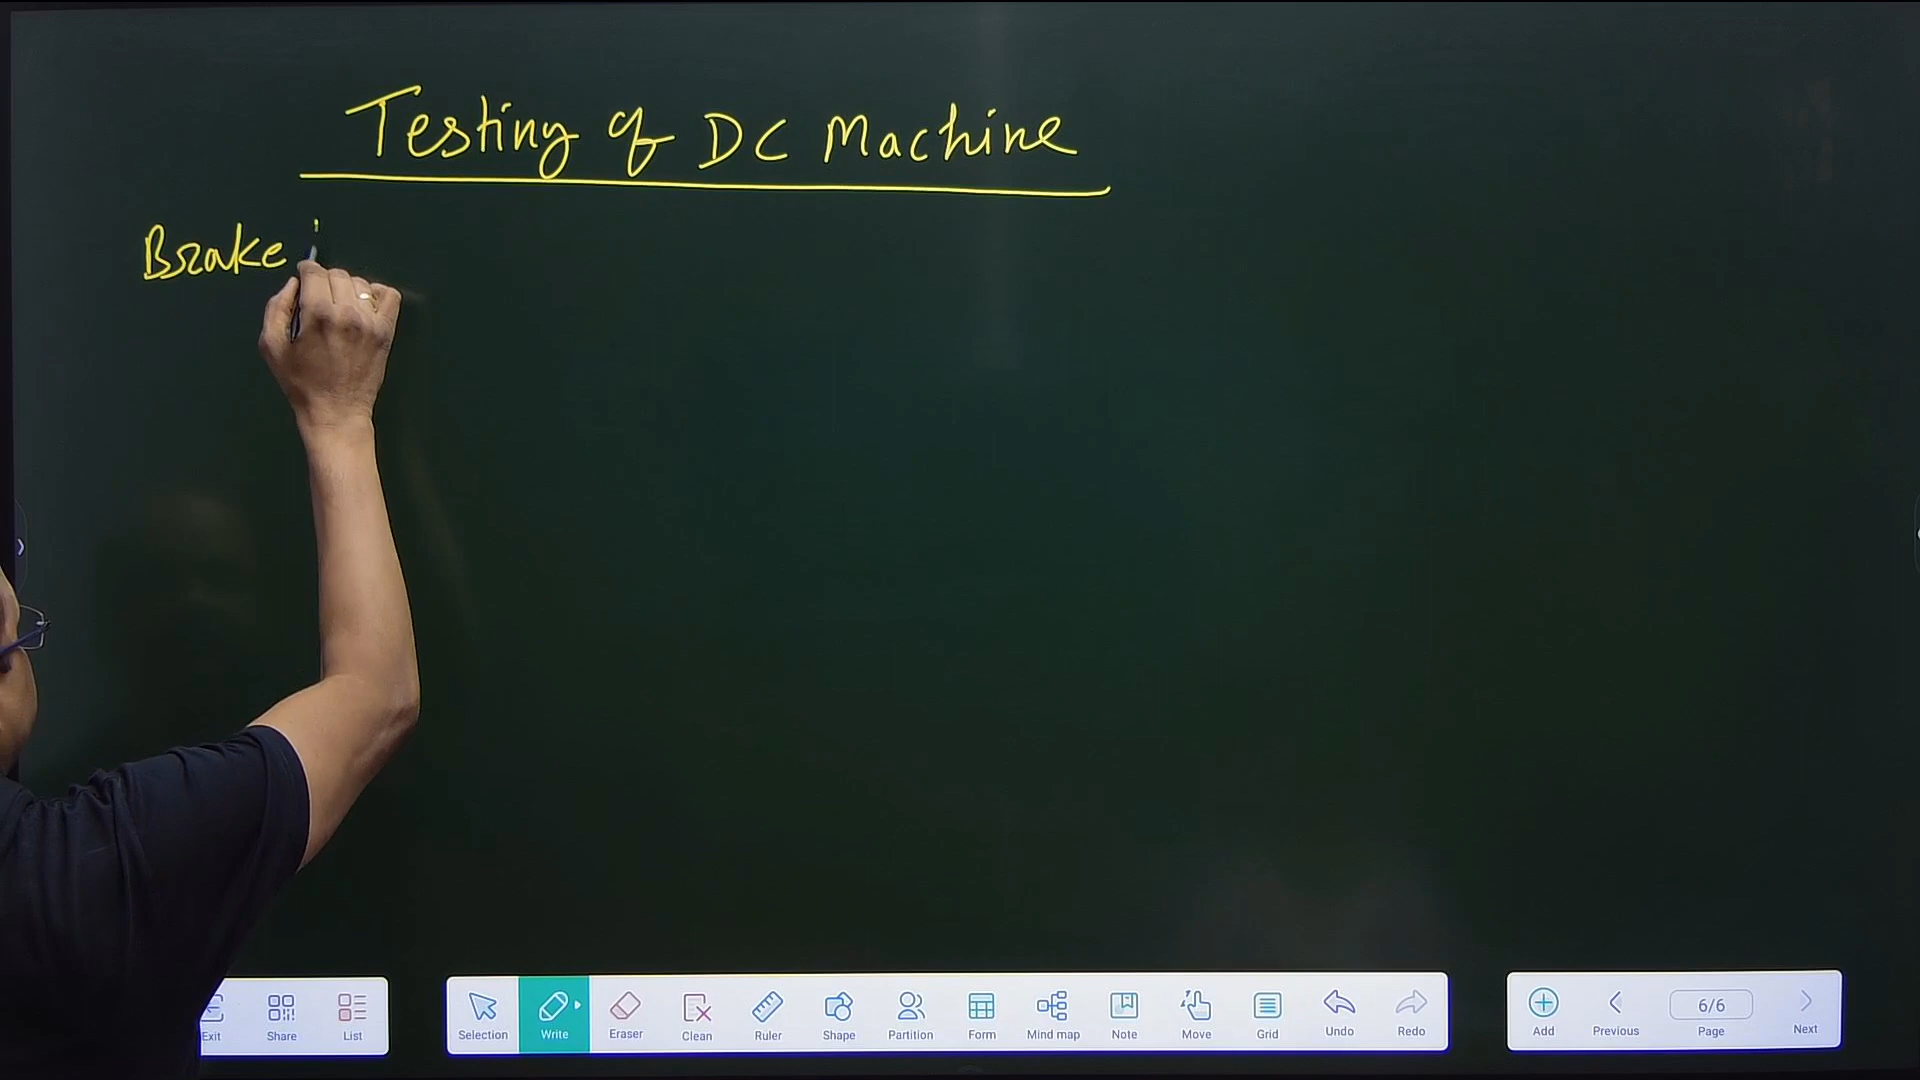 Testing of DC Machine
Brake
Exit Share List Selection Write Eraser Clean Ruler Shape Partition Form Mind map Note Move Grid Undo Redo Add Previous 6/6 Page Next